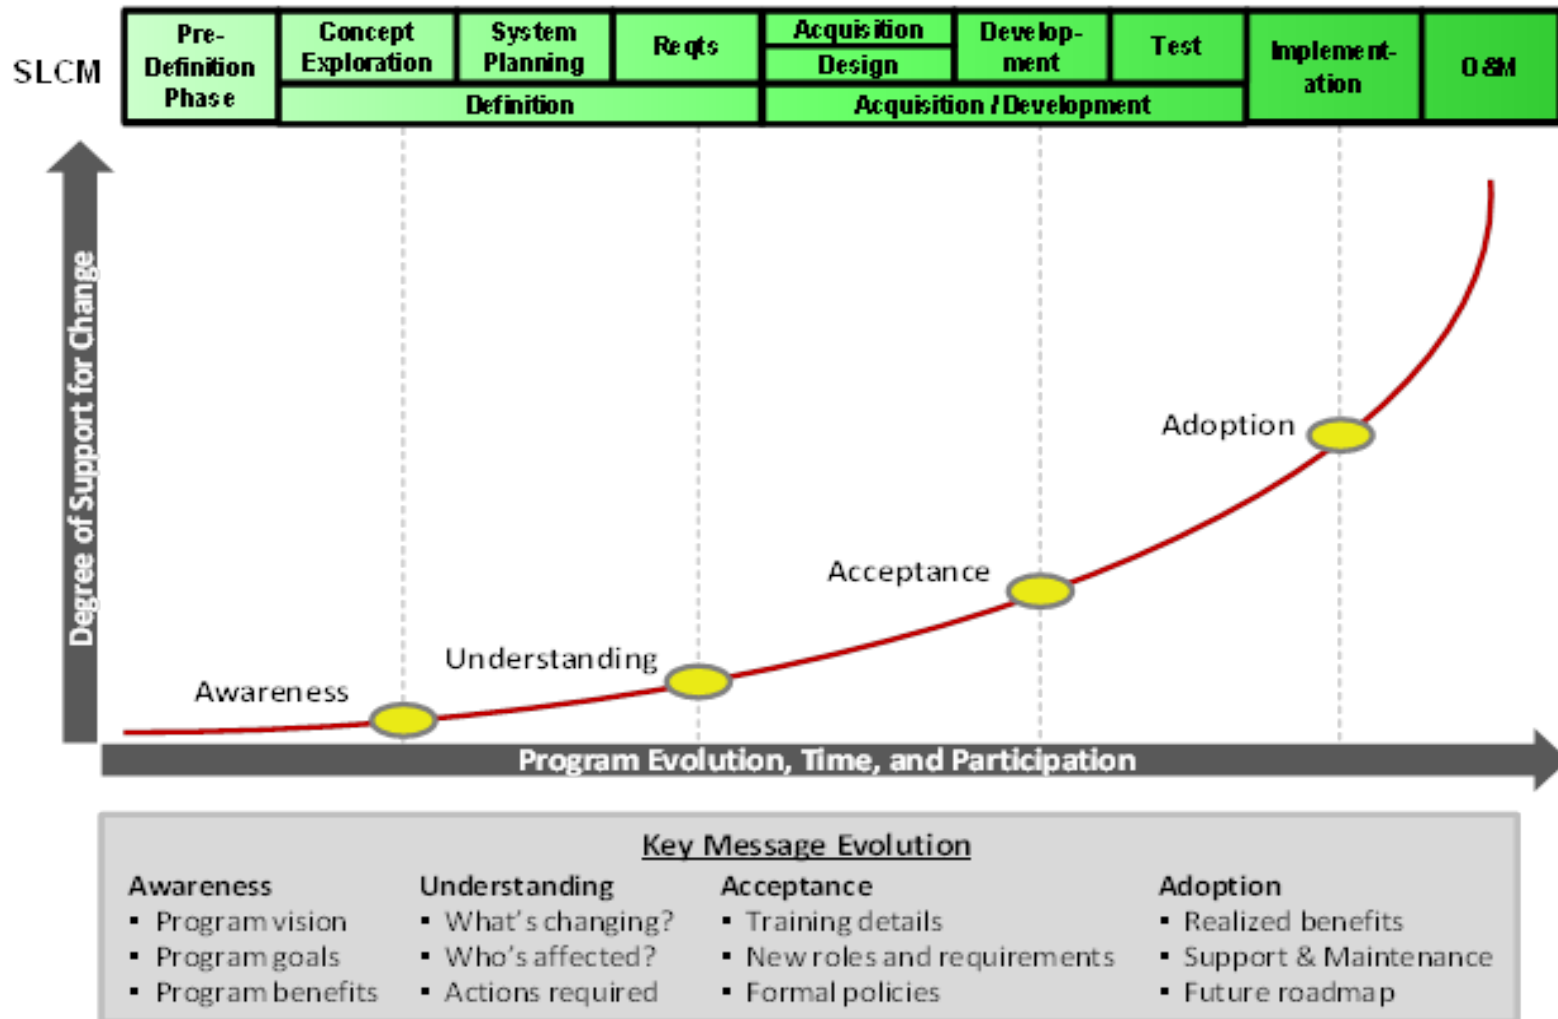 SLCM
Pre-
Definition
Phase
Concept
Exploration
System
Planning
Reqts
Definition
Acquisition
Design
Develop-
ment
Test
Acquisition / Development
Implement-
ation
O&M
Degree of Support for Change
Adoption
Acceptance
Understanding
Awareness
Program Evolution, Time, and Participation
Key Message Evolution
Awareness
▪ Program vision
▪ Program goals
▪ Program benefits
Understanding
▪ What's changing?
▪ Who's affected?
▪ Actions required
Acceptance
▪ Training details
▪ New roles and requirements
▪ Formal policies
Adoption
▪ Realized benefits
▪ Support & Maintenance
▪ Future roadmap